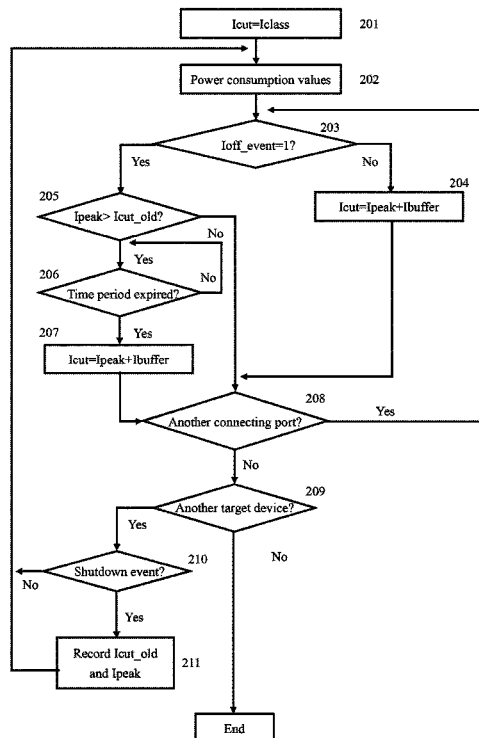 Icut=Iclass
201
Power consumption values
202
203
Ioff_event=1?
Yes
No
204
205
Ipeak> Icut_old?
Icut=Ipeak+Ibuffer
No
Yes
206
No
Time period expired?
207
Yes
Icut=Ipeak+Ibuffer
208
Another connecting port?
Yes
No
209
Another target device?
Yes
No
210
Shutdown event?
No
Yes
Record Icut_old
and Ipeak
211
End